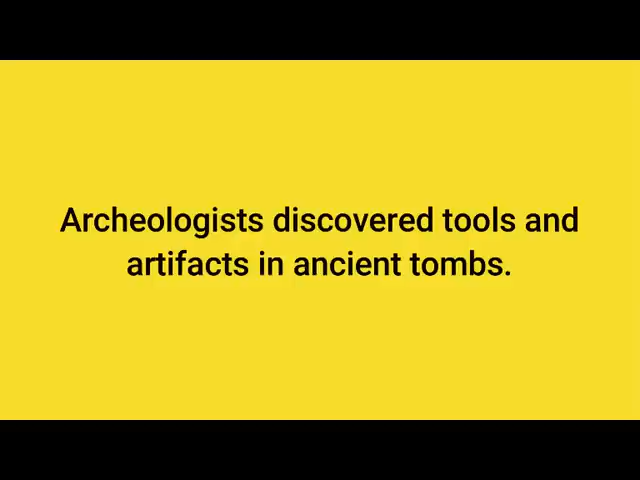 Archeologists discovered tools and
artifacts in ancient tombs.